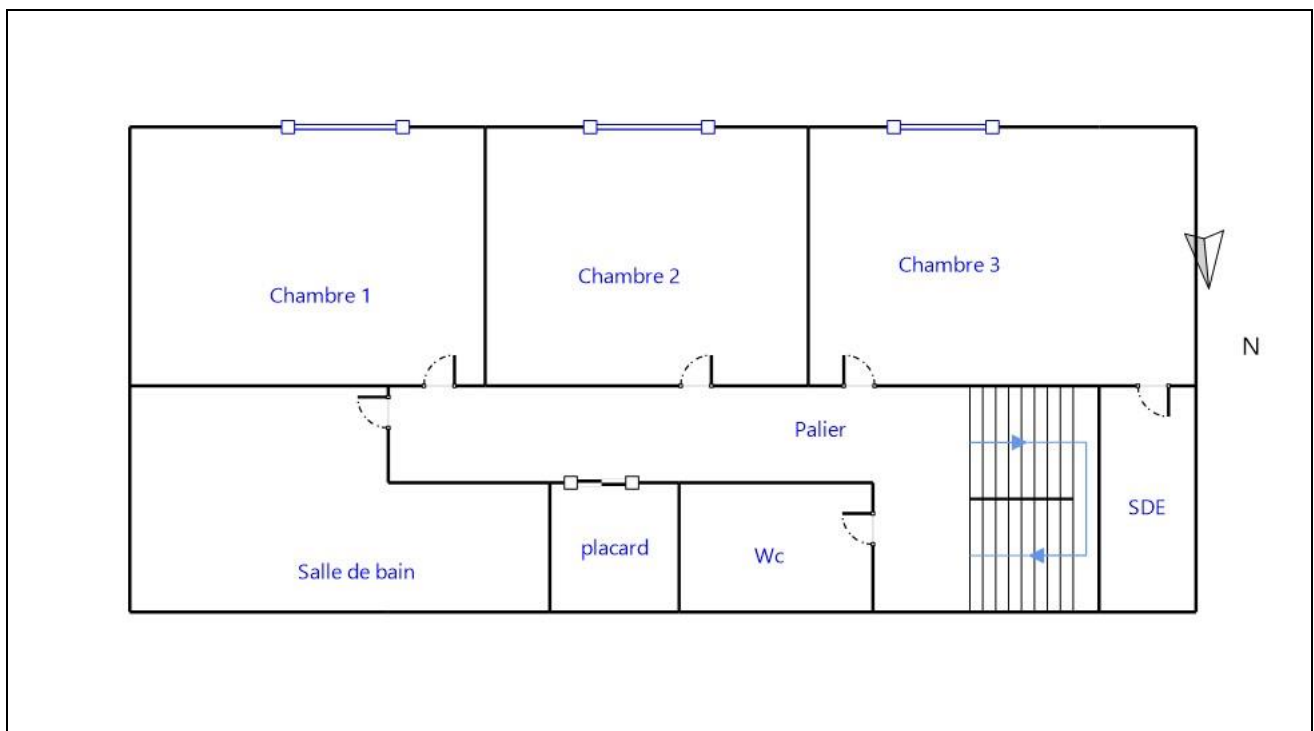 Chambre 1
Chambre 2
Chambre 3
N
Palier
SDE
placard
Wc
Salle de bain